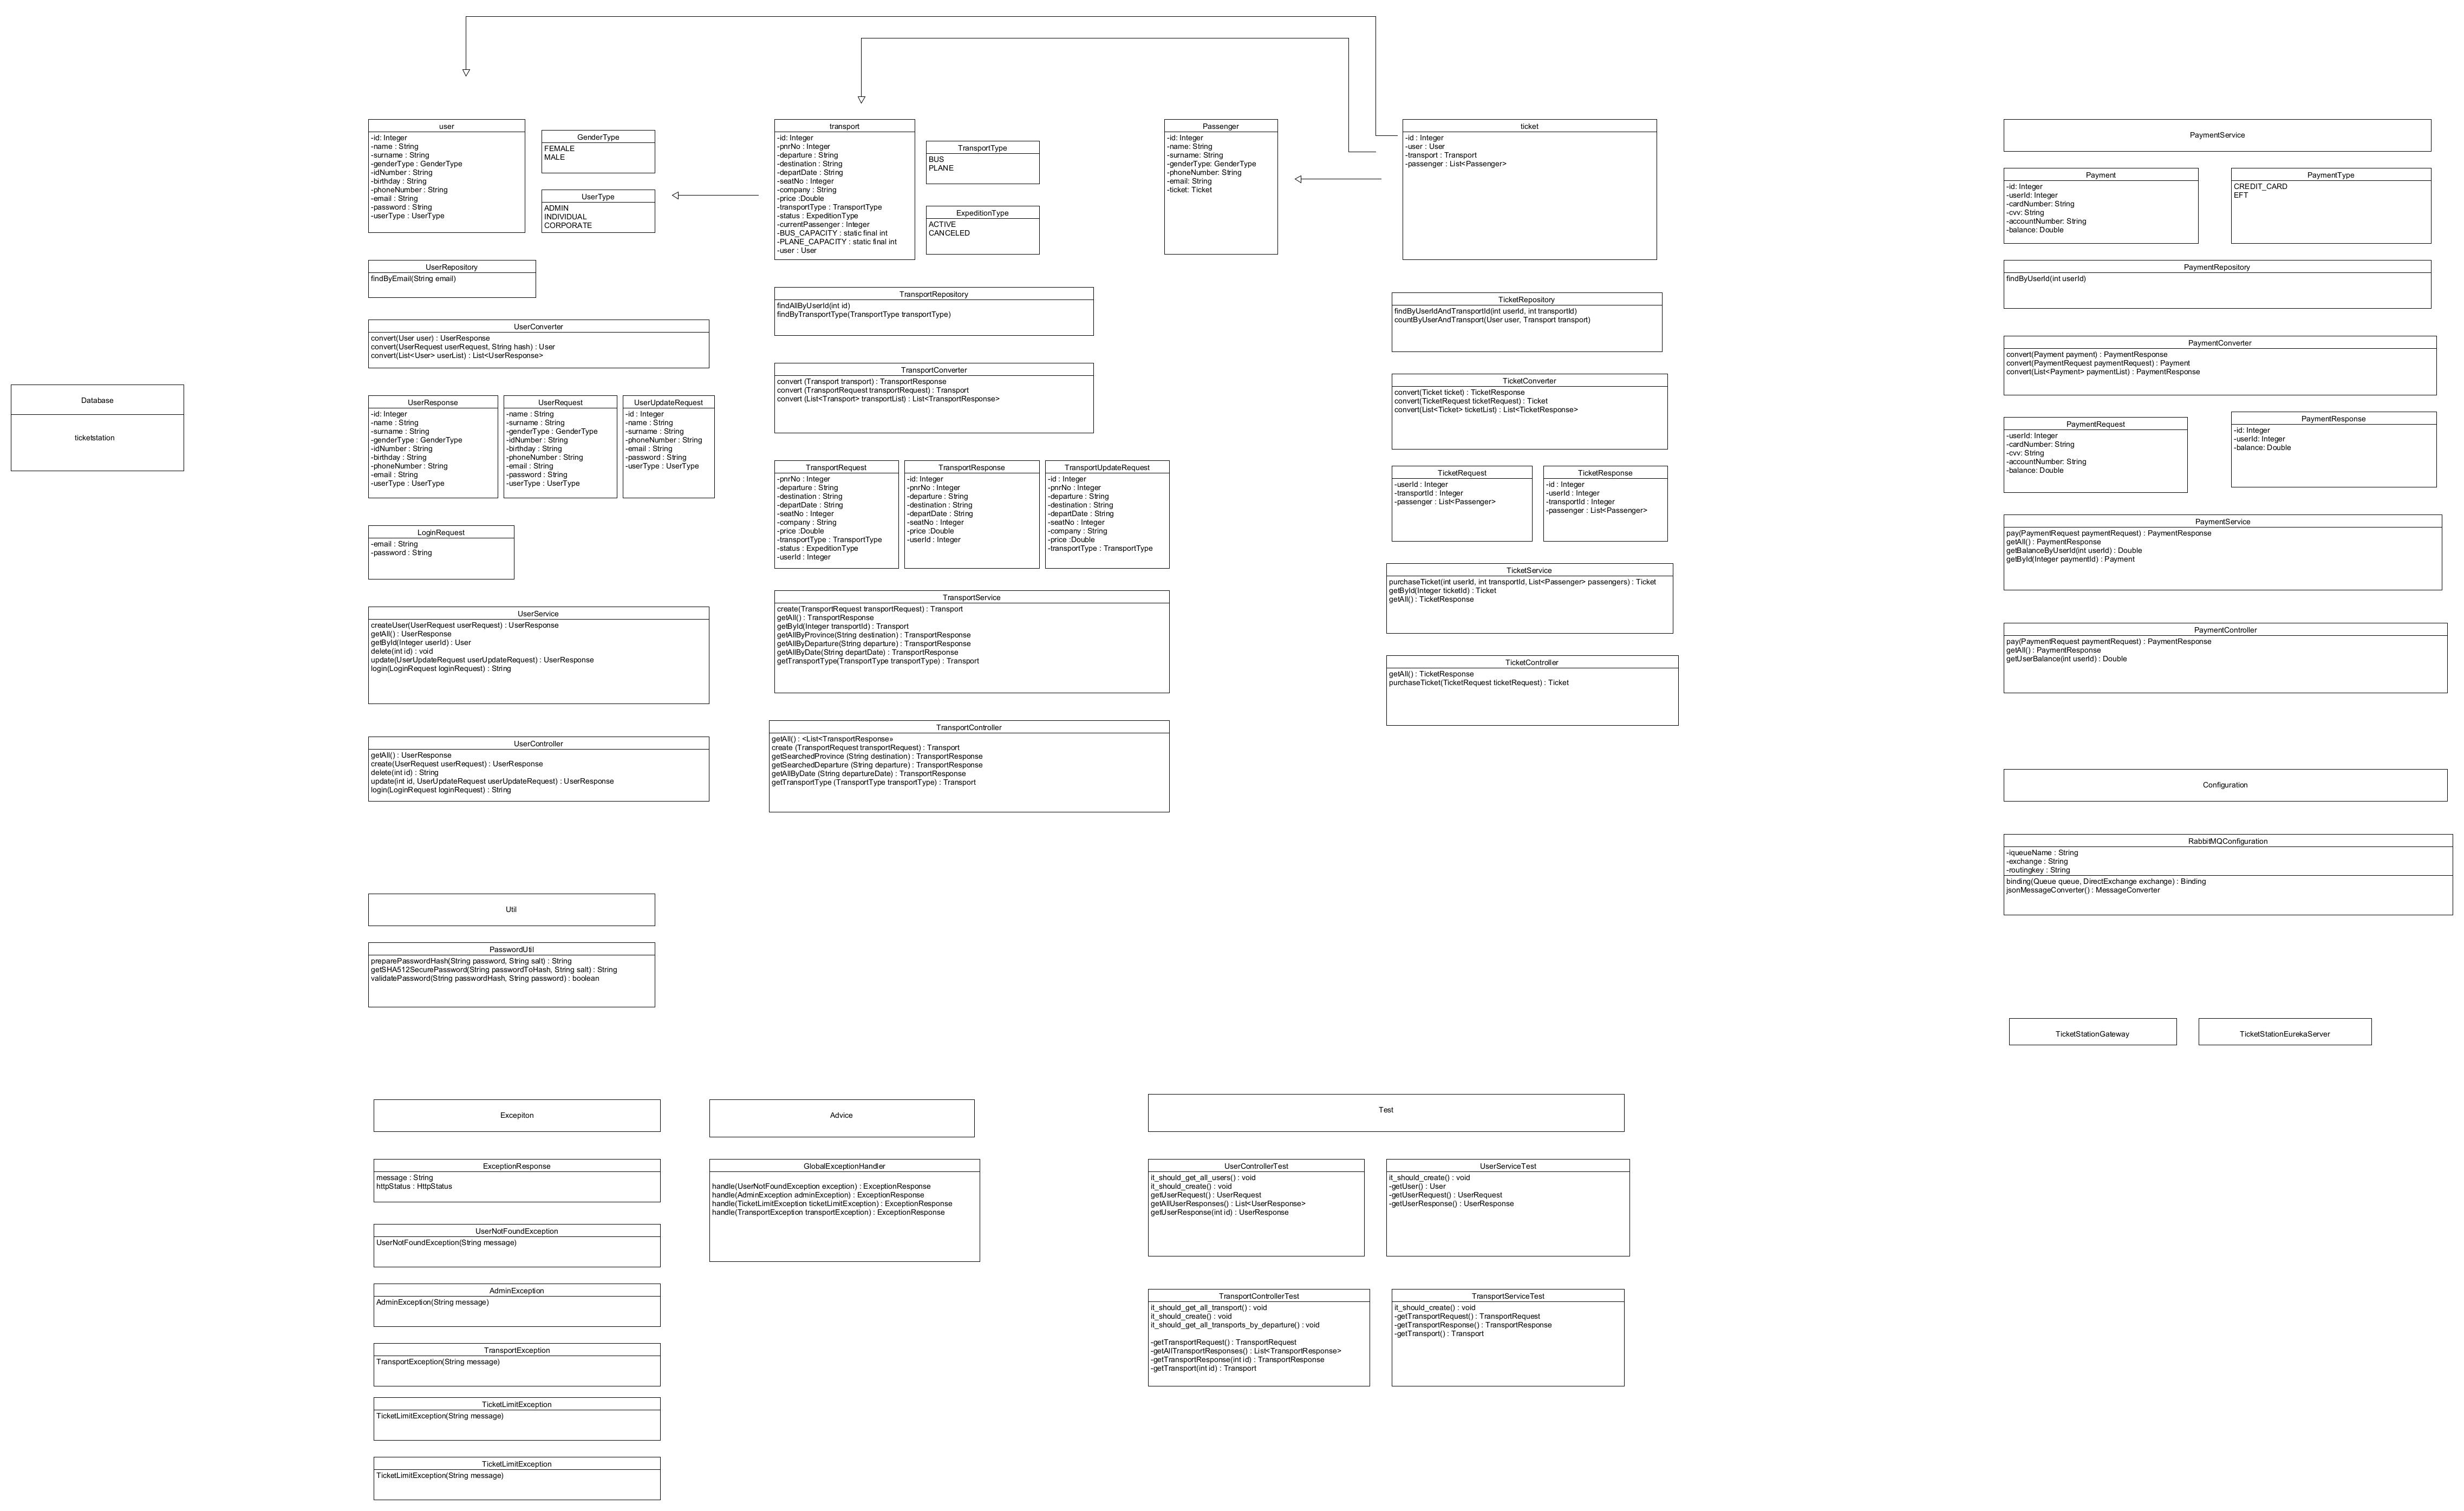 Database
ticketstation
user
-id: Integer
-name : String
-surname : String
-genderType : GenderType
-idNumber : String
-birthday : String
-phoneNumber : String
-email : String
-password : String
-userType : UserType
GenderType
FEMALE
MALE
UserType
ADMIN
INDIVIDUAL
CORPORATE
UserRepository
findByEmail(String email)
UserConverter
convert(User user) : UserResponse
convert(UserRequest userRequest, String hash) : User
convert(List<User> userList) : List<UserResponse>
UserResponse
-id: Integer
-name : String
-surname : String
-genderType : GenderType
-idNumber : String
-birthday : String
-phoneNumber : String
-email : String
-userType : UserType
UserRequest
-name : String
-surname : String
-genderType : GenderType
-idNumber : String
-birthday : String
-phoneNumber : String
-email : String
-password : String
-userType : UserType
UserUpdateRequest
-id : Integer
-name : String
-surname : String
-phoneNumber : String
-email : String
-password : String
-userType : UserType
LoginRequest
-email : String
-password : String
UserService
createUser(UserRequest userRequest) : UserResponse
getAll() : UserResponse
getById(Integer userId) : User
delete(int id) : void
update(UserUpdateRequest userUpdateRequest) : UserResponse
login(LoginRequest loginRequest) : String
UserController
getAll() : UserResponse
create(UserRequest userRequest) : UserResponse
delete(int id) : String
update(int id, UserUpdateRequest userUpdateRequest) : UserResponse
login(LoginRequest loginRequest) : String
transport
-id: Integer
-pnrNo : Integer
-departure : String
-destination : String
-departDate : String
-seatNo : Integer
-company : String
-price :Double
-transportType : TransportType
-status : ExpeditionType
-currentPassenger : Integer
-BUS_CAPACITY : static final int
-PLANE_CAPACITY : static final int
-user : User
TransportType
BUS
PLANE
ExpeditionType
ACTIVE
CANCELED
TransportRepository
findAllByUserId(int id)
findByTransportType(TransportType transportType)
TransportConverter
convert (Transport transport) : TransportResponse
convert (TransportRequest transportRequest) : Transport
convert (List<Transport> transportList) : List<TransportResponse>
TransportRequest
-pnrNo : Integer
-departure : String
-destination : String
-departDate : String
-seatNo : Integer
-company : String
-price :Double
-transportType : TransportType
-status : ExpeditionType
-userId : Integer
TransportResponse
-id: Integer
-pnrNo : Integer
-departure : String
-destination : String
-departDate : String
-seatNo : Integer
-price :Double
-userId : Integer
TransportUpdateRequest
-id : Integer
-pnrNo : Integer
-departure : String
-destination : String
-departDate : String
-seatNo : Integer
-company : String
-price :Double
-transportType : TransportType
TransportService
create(TransportRequest transportRequest) : Transport
getAll() : TransportResponse
getById(Integer transportId) : Transport
getAllByProvince(String destination) : TransportResponse
getAllByDeparture(String departure) : TransportResponse
getAllByDate(String departDate) : TransportResponse
getTransportType(TransportType transportType) : Transport
TransportController
getAll() : <List<TransportResponse»
create (TransportRequest transportRequest) : Transport
getSearchedProvince (String destination) : TransportResponse
getSearchedDeparture (String departure) : TransportResponse
getAllByDate (String departureDate) : TransportResponse
getTransportType (TransportType transportType) : Transport
Passenger
-id: Integer
-name: String
-surname: String
-genderType: GenderType
-phoneNumber: String
-email: String
-ticket: Ticket
ticket
-id : Integer
-user : User
-transport : Transport
-passenger : List<Passenger>
TicketRepository
findByUserIdAndTransportId(int userId, int transportId)
countByUserAndTransport(User user, Transport transport)
TicketConverter
convert(Ticket ticket) : TicketResponse
convert(TicketRequest ticketRequest) : Ticket
convert(List<Ticket> ticketList) : List<TicketResponse>
TicketRequest
-userId : Integer
-transportId : Integer
-passenger : List<Passenger>
TicketResponse
-id : Integer
-userId : Integer
-transportId : Integer
-passenger : List<Passenger>
TicketService
purchaseTicket(int userId, int transportId, List<Passenger> passengers) : Ticket
getById(Integer ticketId) : Ticket
getAll() : TicketResponse
TicketController
getAll() : TicketResponse
purchaseTicket(TicketRequest ticketRequest) : Ticket
PaymentService
Payment
-id: Integer
-userId: Integer
-cardNumber: String
-cvv: String
-accountNumber: String
-balance: Double
PaymentType
CREDIT_CARD
EFT
PaymentRepository
findByUserId(int userId)
PaymentConverter
convert(Payment payment) : PaymentResponse
convert(PaymentRequest paymentRequest) : Payment
convert(List<Payment> paymentList) : PaymentResponse
PaymentRequest
-userId: Integer
-cardNumber: String
-cvv: String
-accountNumber: String
-balance: Double
PaymentResponse
-id: Integer
-userId: Integer
-balance: Double
PaymentService
pay(PaymentRequest paymentRequest) : PaymentResponse
getAll() : PaymentResponse
getBalanceByUserId(int userId) : Double
getById(Integer paymentId) : Payment
PaymentController
pay(PaymentRequest paymentRequest) : PaymentResponse
getAll() : PaymentResponse
getUserBalance(int userId) : Double
Configuration
RabbitMQConfiguration
-iqueueName : String
-exchange : String
-routingkey : String
binding(Queue queue, DirectExchange exchange) : Binding
jsonMessageConverter() : MessageConverter
TicketStationGateway
TicketStationEurekaServer
Util
PasswordUtil
preparePasswordHash(String password, String salt) : String
getSHA512SecurePassword(String passwordToHash, String salt) : String
validatePassword(String passwordHash, String password) : boolean
Excepiton
ExceptionResponse
message : String
httpStatus : HttpStatus
UserNotFoundException
UserNotFoundException(String message)
AdminException
AdminException(String message)
TransportException
TransportException(String message)
TicketLimitException
TicketLimitException(String message)
TicketLimitException
TicketLimitException(String message)
Advice
GlobalExceptionHandler
handle(UserNotFoundException exception) : ExceptionResponse
handle(AdminException adminException) : ExceptionResponse
handle(TicketLimitException ticketLimitException) : ExceptionResponse
handle(TransportException transportException) : ExceptionResponse
Test
UserControllerTest
it_should_get_all_users() : void
it_should_create() : void
getUserRequest() : UserRequest
getAllUserResponses() : List<UserResponse>
getUserResponse(int id) : UserResponse
UserServiceTest
it_should_create() : void
-getUser() : User
-getUserRequest() : UserRequest
-getUserResponse() : UserResponse
TransportControllerTest
it_should_get_all_transport() : void
it_should_create() : void
it_should_get_all_transports_by_departure() : void
-getTransportRequest() : TransportRequest
-getAllTransportResponses() : List<TransportResponse>
-getTransportResponse(int id) : TransportResponse
-getTransport(int id) : Transport
TransportServiceTest
it_should_create() : void
-getTransportRequest() : TransportRequest
-getTransportResponse() : TransportResponse
-getTransport() : Transport